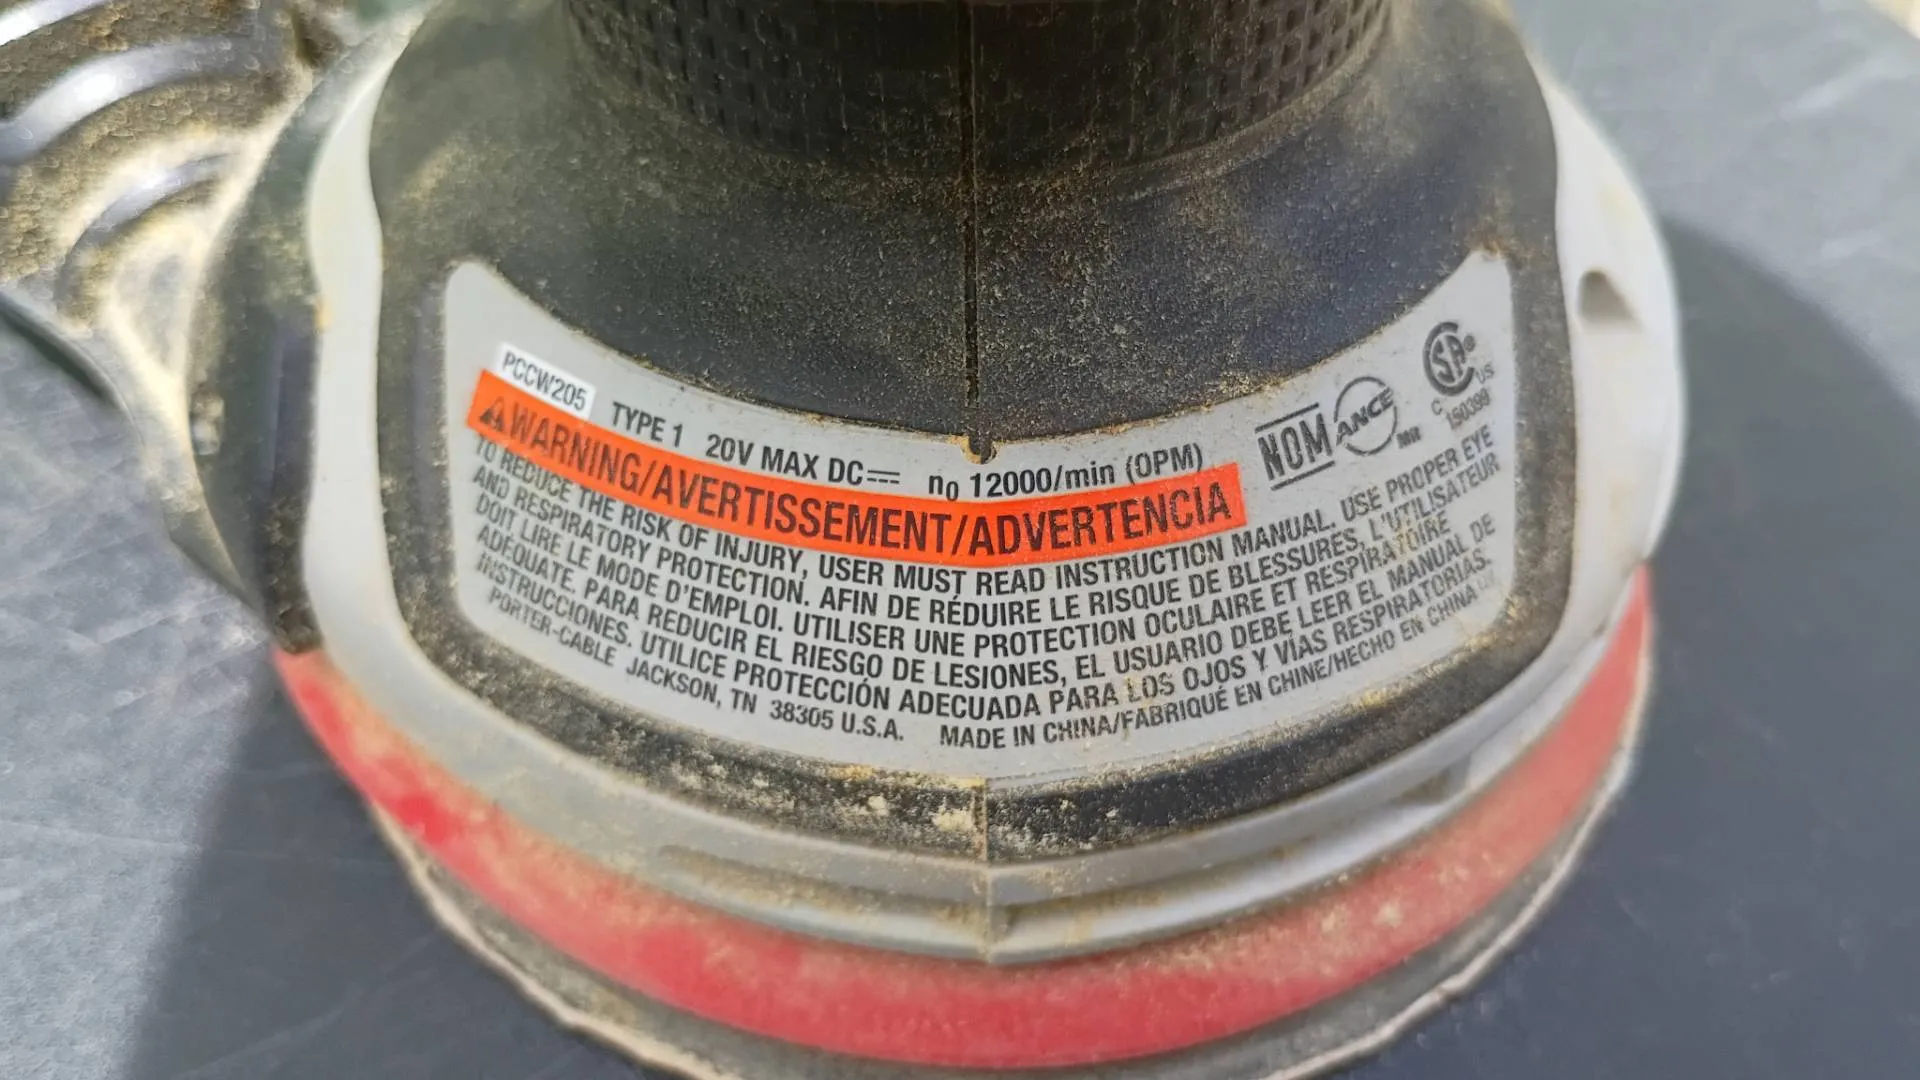 PCCW205
TYPE 1 20V MAX DC n0 12000/min (OPM)
WARNING/AVERTISSEMENT/ADVERTENCIA
NOM
ANCE
MR
SA
C US
150399
TO REDUCE THE RISK OF INJURY, USER MUST READ INSTRUCTION MANUAL. USE PROPER EYE
AND RESPIRATORY PROTECTION. AFIN DE RÉDUIRE LE RISQUE DE BLESSURES, L'UTILISATEUR
DOIT LIRE LE MODE D'EMPLOI. UTILISER UNE PROTECTION OCULAIRE ET RESPIRATOIRE
ADÉQUATE. PARA REDUCIR EL RIESGO DE LESIONES, EL USUARIO DEBE LEER EL MANUAL DE
INSTRUCCIONES. UTILICE PROTECCIÓN ADECUADA PARA LOS OJOS Y VÍAS RESPIRATORIAS.
PORTER-CABLE JACKSON, TN 38305 U.S.A. MADE IN CHINA/FABRIQUÉ EN CHINE/HECHO EN CHINA